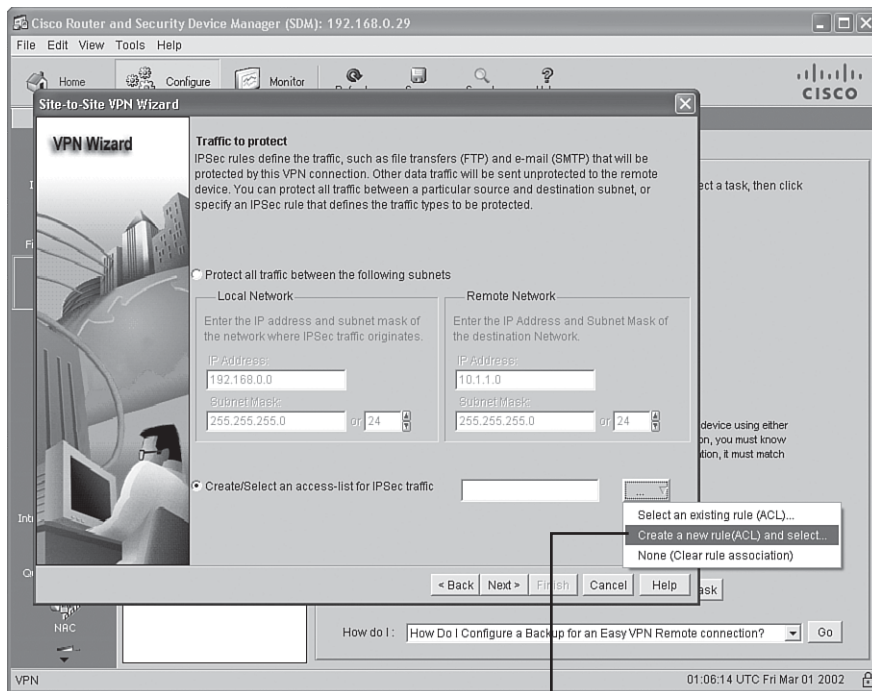 Cisco Router and Security Device Manager (SDM): 192.168.0.29
File Edit View Tools Help
Home Configure Monitor
CISCO
Site-to-Site VPN Wizard
VPN Wizard
Traffic to protect
IPSec rules define the traffic, such as file transfers (FTP) and e-mail (SMTP) that will be
protected by this VPN connection. Other data traffic will be sent unprotected to the remote
device. You can protect all traffic between a particular source and destination subnet, or
specify an IPSec rule that defines the traffic types to be protected.
ect a task, then click
Protect all traffic between the following subnets
Local Network
Enter the IP address and subnet mask of
the network where IPSec traffic originates.
IP Address:
192.168.0.0
Subnet Mask:
255.255.255.0 or 24
Remote Network
Enter the IP Address and Subnet Mask of
the destination Network.
IP Address:
10.1.1.0
Subnet Mask:
255.255.255.0 or 24
device using either
on, you must know
ation, it must match
Create/Select an access-list for IPSec traffic ...
Select an existing rule (ACL)...
Create a new rule(ACL) and select...
None (Clear rule association)
< Back Next > Finish Cancel Help
ask
NAC
How do I: How Do I Configure a Backup for an Easy VPN Remote connection? Go
VPN 01:06:14 UTC Fri Mar 01 2002